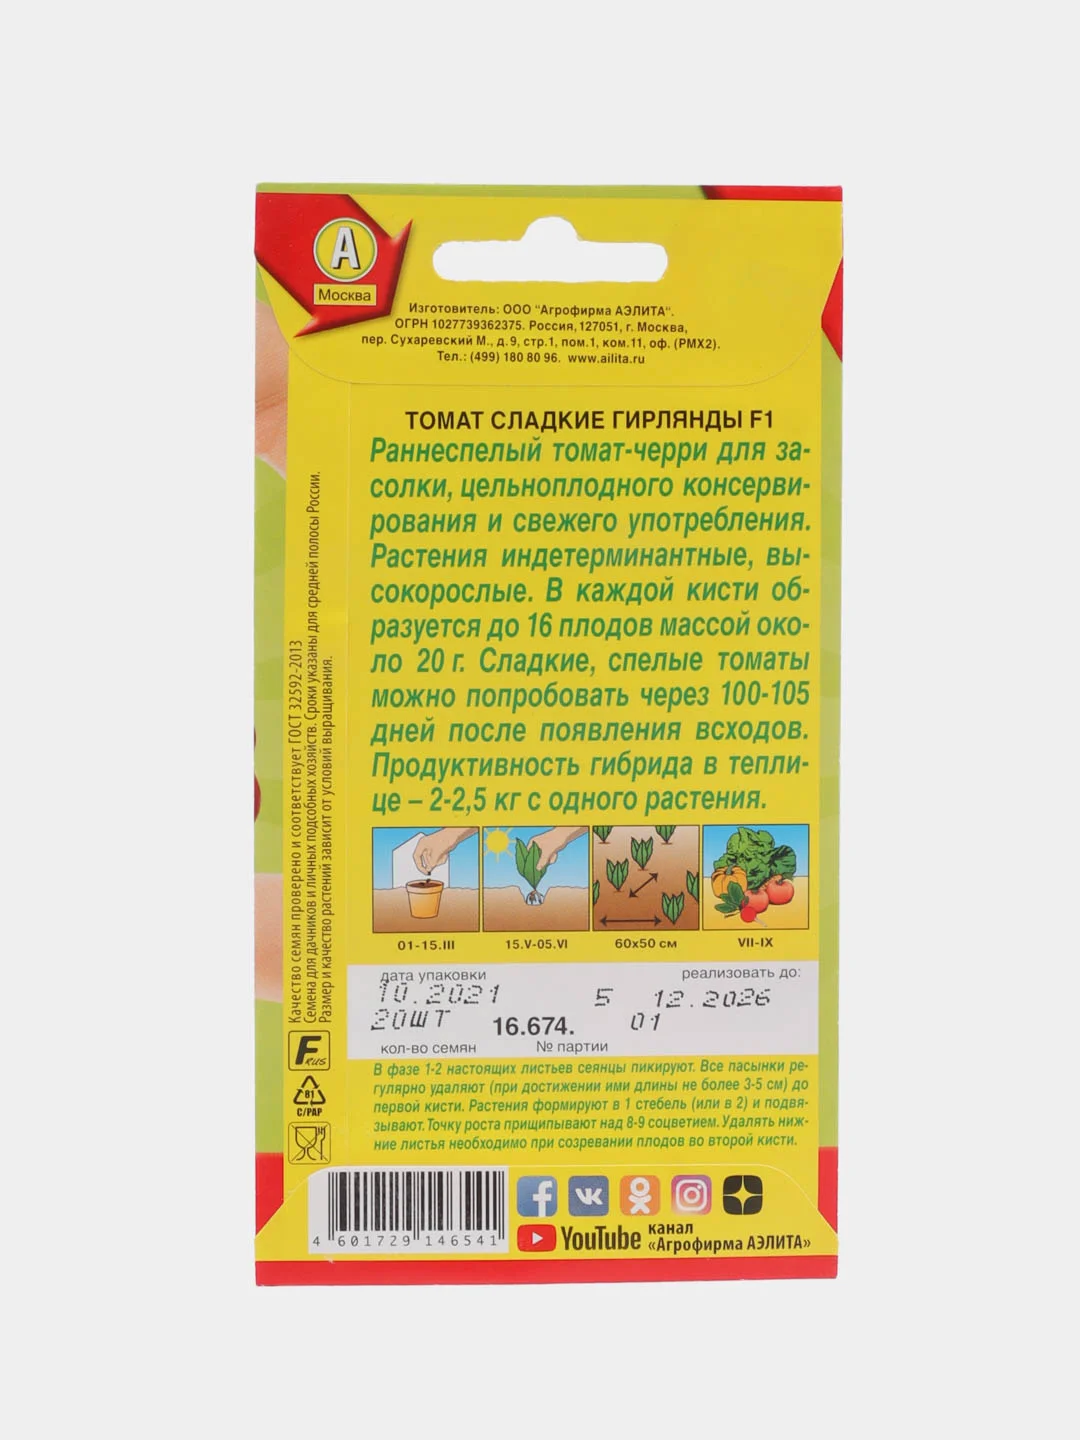 А
Москва
Изготовитель: ООО "Агрофирма АЭЛИТА".
ОГРН 1027739362375. Россия, 127051, г. Москва,
пер. Сухаревский М., д. 9, стр.1, пом.1, ком.11, оф. (РМХ2).
Тел.: (499) 180 80 96. www.ailita.ru
ТОМАТ СЛАДКИЕ ГИРЛЯНДЫ F1
Раннеспелый томат-черри для за-
солки, цельноплодного консерви-
рования и свежего употребления.
Растения индетерминантные, вы-
сокорослые. В каждой кисти об-
разуется до 16 плодов массой око-
ло 20 г. Сладкие, спелые томаты
можно попробовать через 100-105
дней после появления всходов.
Продуктивность гибрида в тепли-
це – 2-2,5 кг с одного растения.
01-15.III
15.V-05.VI
60x50 см
VII-IX
дата упаковки
реализовать до:
10.2021
5 12.2026
20ШТ
16.674.
01
кол-во семян
№ партии
В фазе 1-2 настоящих листьев сеянцы пикируют. Все пасынки ре-
гулярно удаляют (при достижении ими длины не более 3-5 см) до
первой кисти. Растения формируют в 1 стебель (или в 2) и подвя-
зывают. Точку роста прищипывают над 8-9 соцветием. Удалять ниж-
ние листья необходимо при созревании плодов во второй кисти.
Качество семян проверено и соответствует ГОСТ 32592-2013
Семена для дачников и личных подсобных хозяйств. Сроки указаны для средней полосы России.
Размер и качество растений зависит от условий выращивания.
F RUS
81
C/PAP
4 601729 146541
YouTube
канал
«Агрофирма АЭЛИТА»